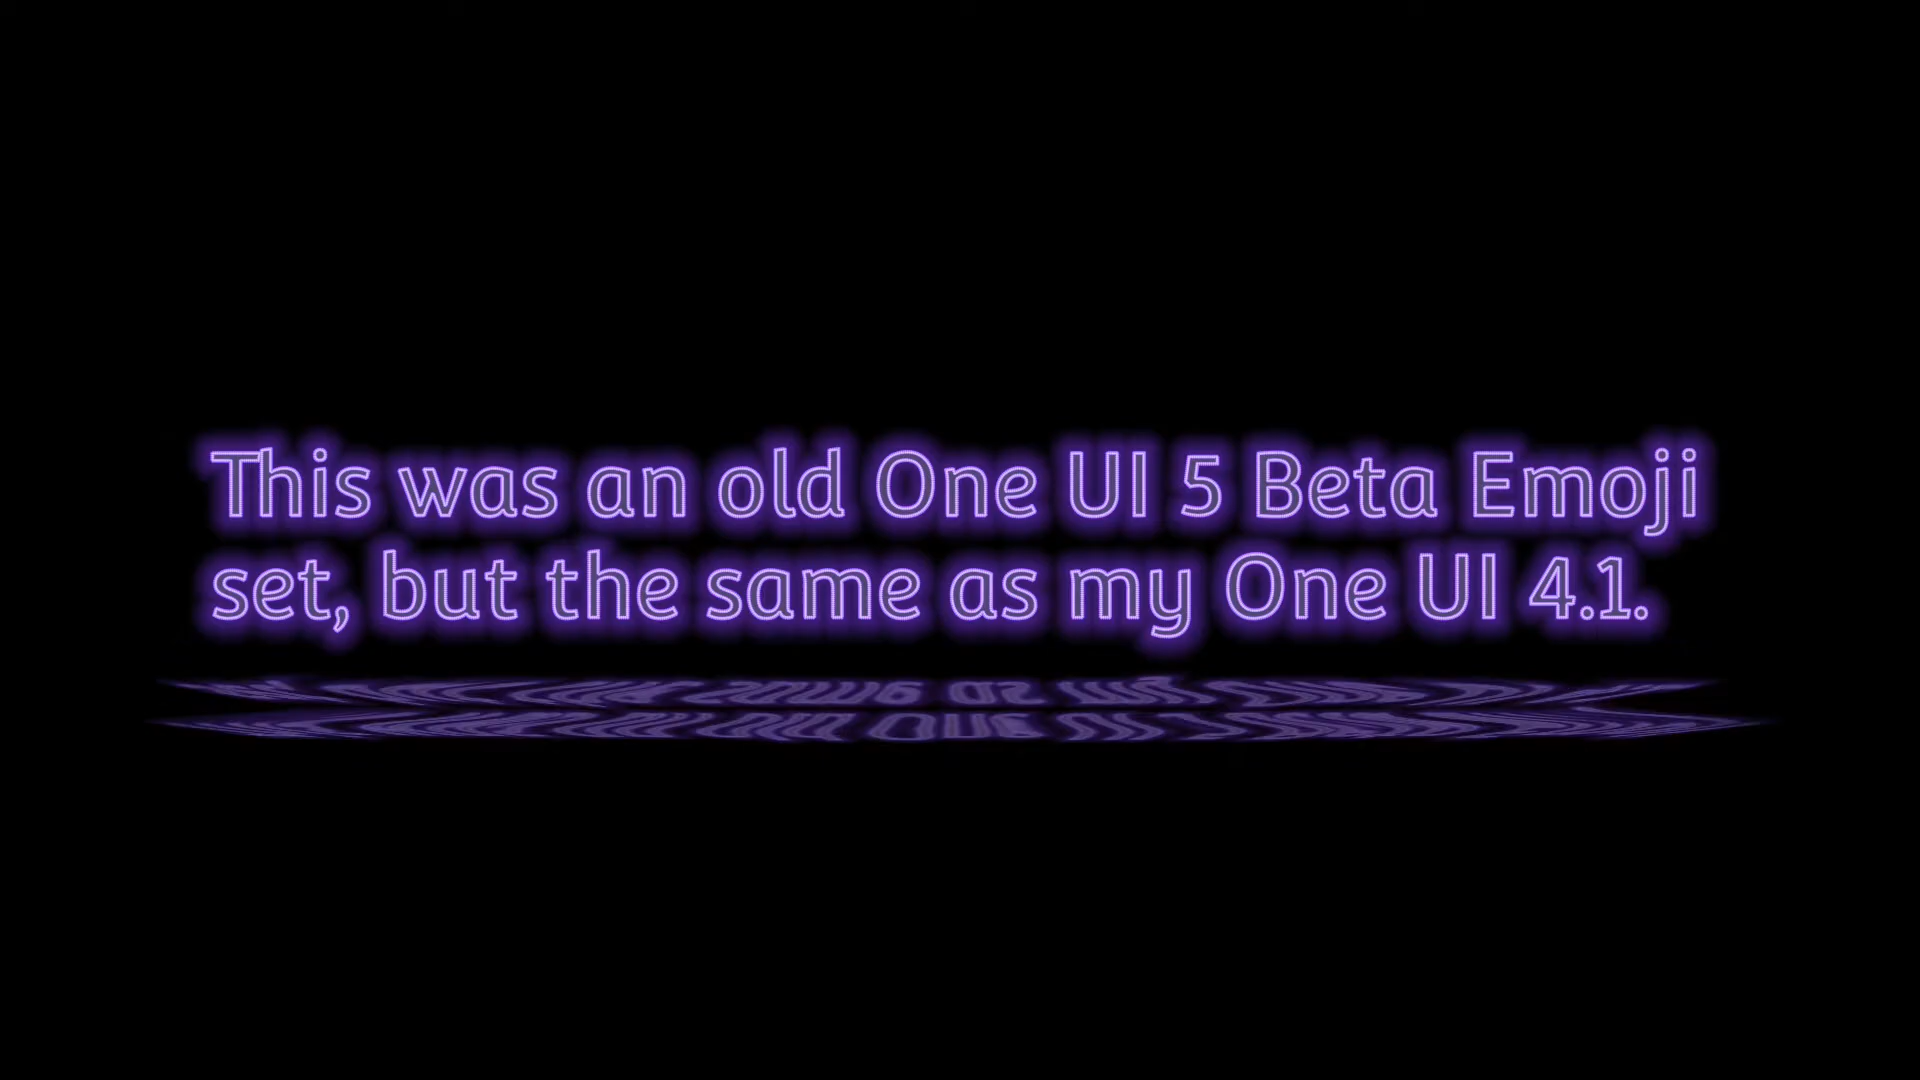 This was an old One UI 5 Beta Emoji
set, but the same as my One UI 4.1.